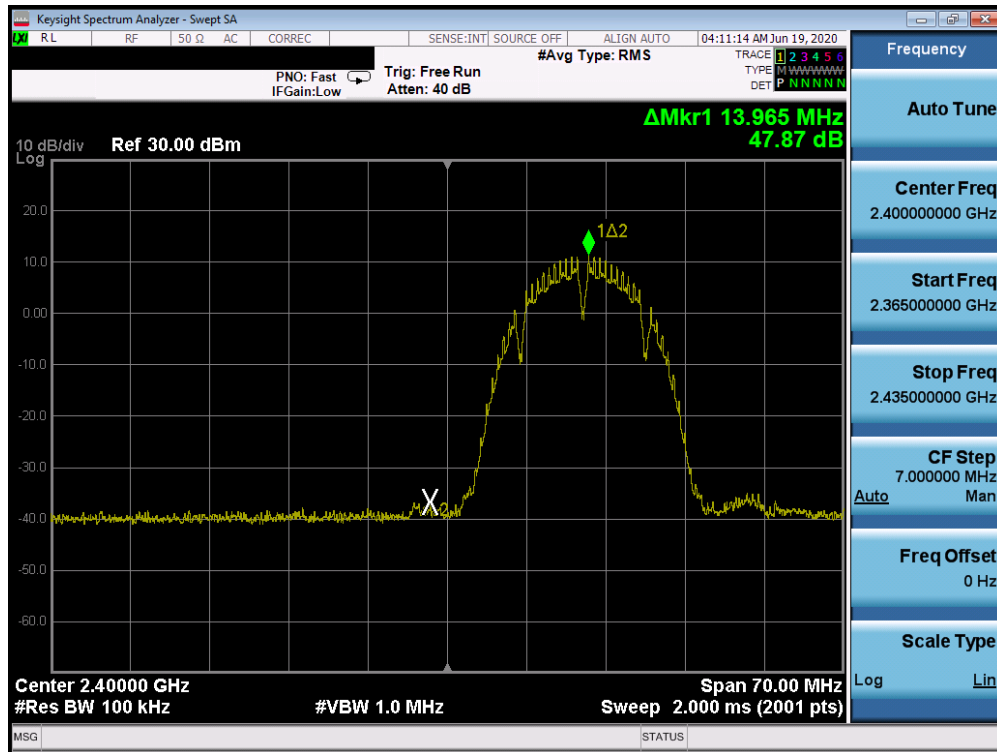 Keysight Spectrum Analyzer - Swept SA
LXI RL RF 50 Ω AC CORREC SENSE:INT SOURCE OFF ALIGN AUTO 04:11:14 AM Jun 19, 2020
#Avg Type: RMS
TRACE 1 2 3 4 5 6
TYPE M W W W W W
DET P N N N N N
PNO: Fast Trig: Free Run
IFGain:Low Atten: 40 dB
ΔMkr1 13.965 MHz
47.87 dB
10 dB/div Ref 30.00 dBm
Log
20.0
1Δ2
10.0
0.00
-10.0
-20.0
-30.0
X
-40.0
-50.0
-60.0
Center 2.40000 GHz Span 70.00 MHz
#Res BW 100 kHz #VBW 1.0 MHz Sweep 2.000 ms (2001 pts)
MSG STATUS
Frequency
Auto Tune
Center Freq
2.400000000 GHz
Start Freq
2.365000000 GHz
Stop Freq
2.435000000 GHz
CF Step
7.000000 MHz
Auto Man
Freq Offset
0 Hz
Scale Type
Log Lin